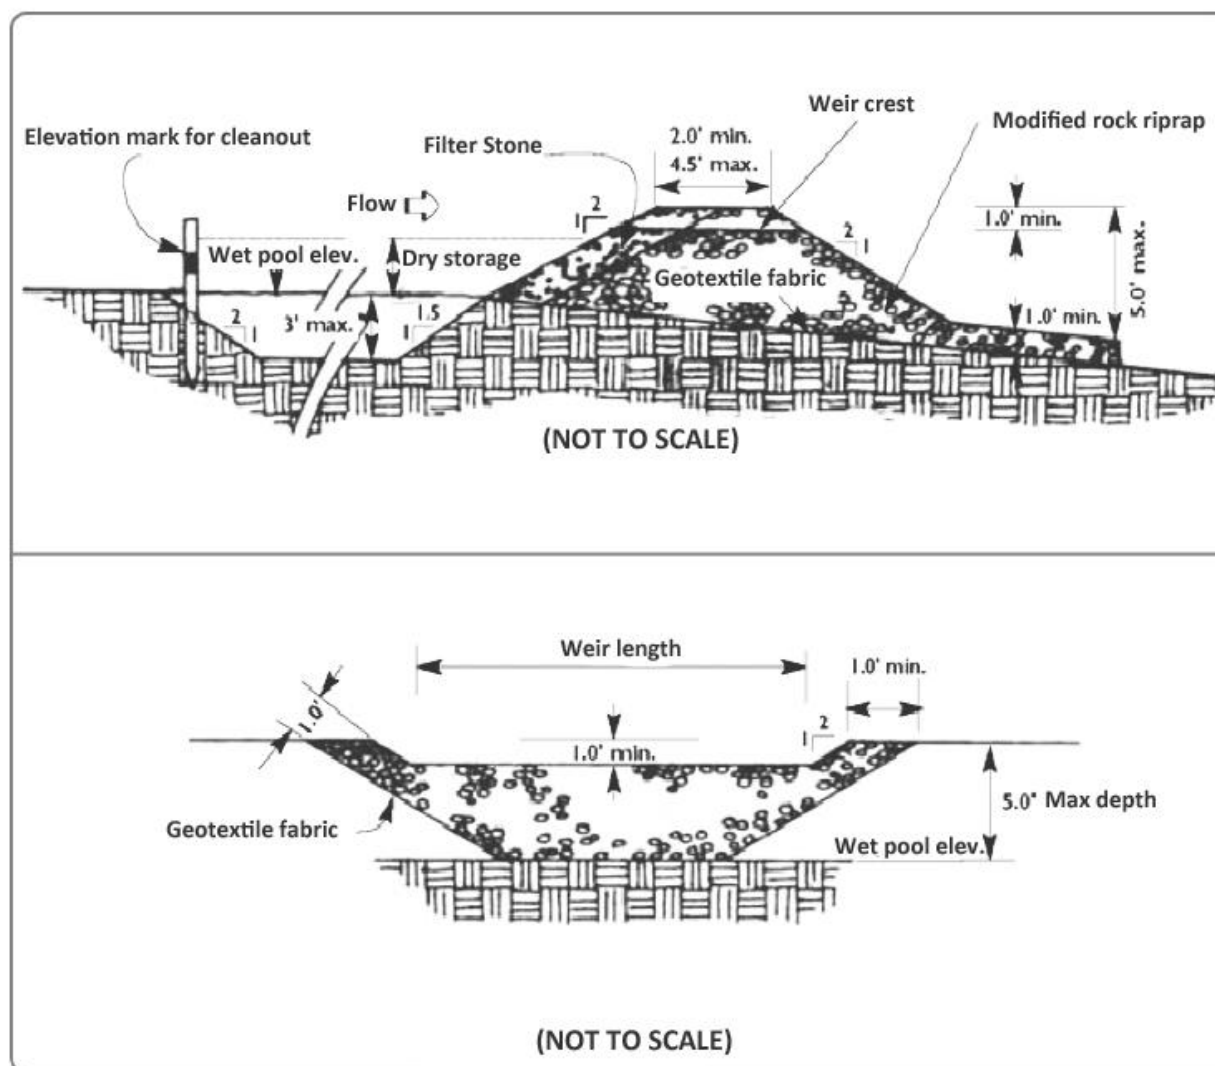 Weir crest
Elevation mark for cleanout
Filter Stone
2.0' min.
4.5' max.
Modified rock riprap
Flow
2
1
2
1
1.0' min.
5.0' max.
Wet pool elev.
Dry storage
Geotextile fabric
2
1
3' max.
1.5
1
1.0' min.
(NOT TO SCALE)
Weir length
1.0' min.
1.0'
1.0' min.
2
1
Geotextile fabric
5.0" Max depth
Wet pool elev.
(NOT TO SCALE)